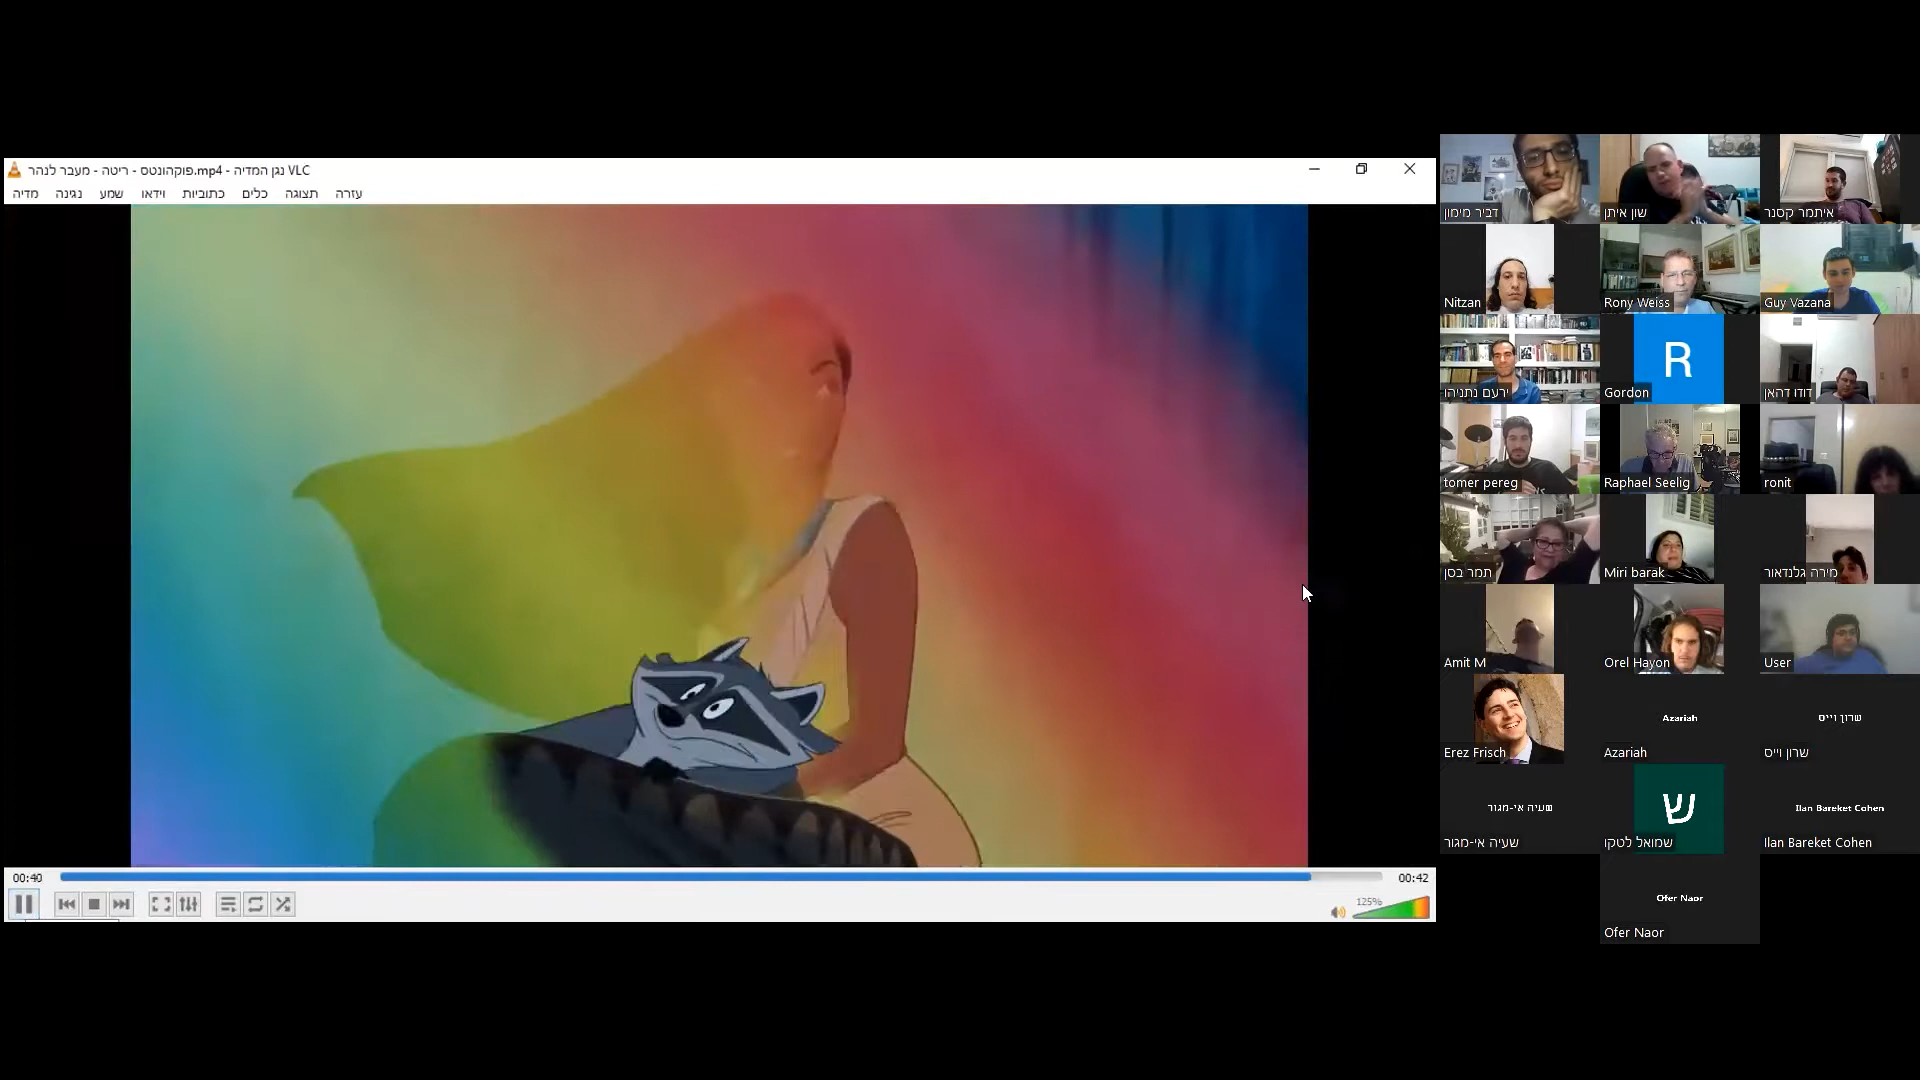 פוקהונטס - ריטה - מעבר לנהר.mp4 - נגן המדיה VLC
מדיה נגינה שמע וידאו כתוביות כלים תצוגה עזרה
00:40
00:42
125%
דביר מימון
שון איתן
איתמר קסנר
Nitzan
Rony Weiss
Guy Vazana
ירעם נתניהו
R
Gordon
דודו דהאן
tomer pereg
Raphael Seelig
ronit
תמר בסן
Miri barak
מירה גלנדאור
Amit M
Orel Hayon
User
Erez Frisch
Azariah
Azariah
שרון וייס
שרון וייס
שעיה אי-מגור
שעיה אי-מגור
ש
שמואל לטקו
Ilan Bareket Cohen
Ilan Bareket Cohen
Ofer Naor
Ofer Naor